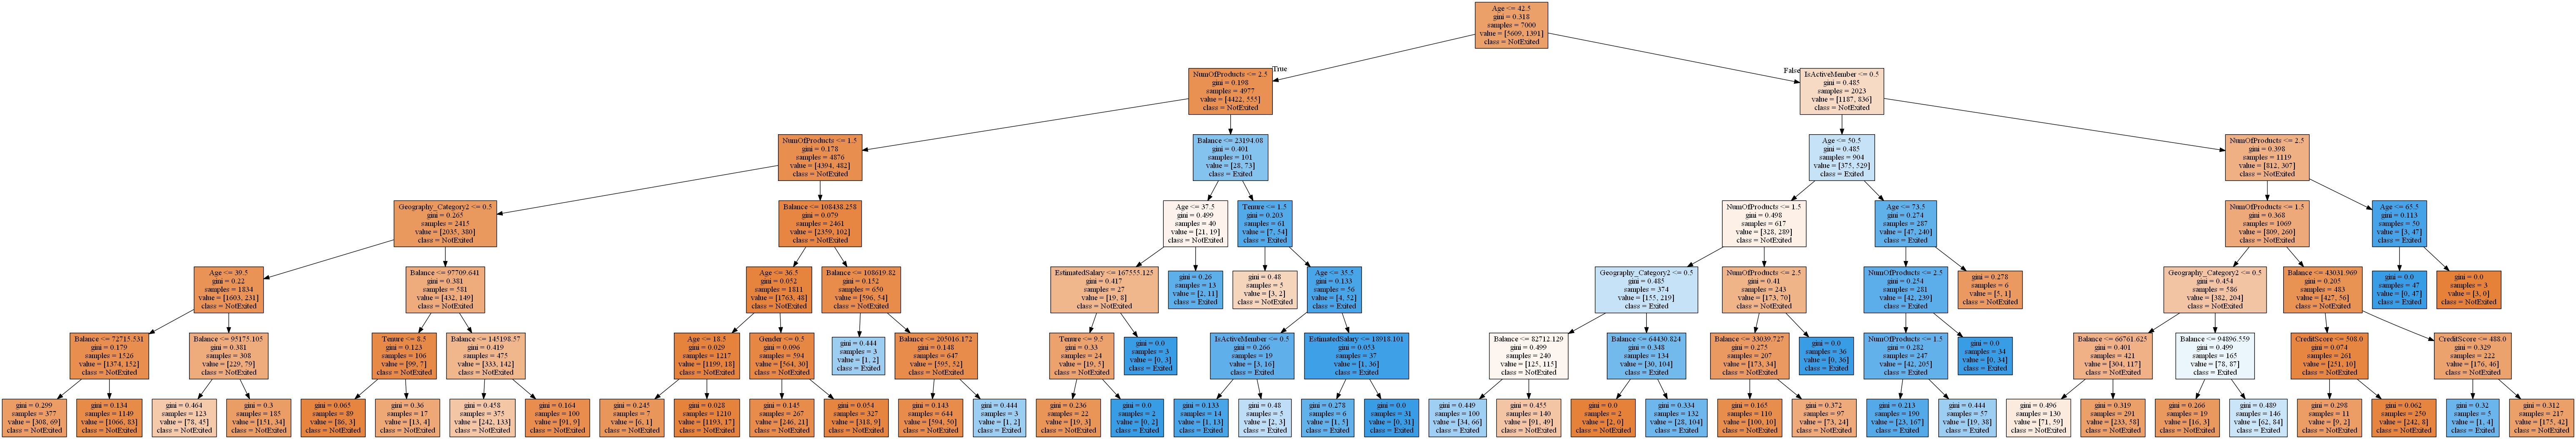 Age <= 42.5
gini = 0.318
samples = 7000
value = [5609, 1391]
class = NotExited
True
False
NumOfProducts <= 2.5
gini = 0.198
samples = 4977
value = [4422, 555]
class = NotExited
IsActiveMember <= 0.5
gini = 0.485
samples = 2023
value = [1187, 836]
class = NotExited
NumOfProducts <= 1.5
gini = 0.178
samples = 4876
value = [4394, 482]
class = NotExited
Balance <= 23194.08
gini = 0.401
samples = 101
value = [28, 73]
class = Exited
Age <= 50.5
gini = 0.485
samples = 904
value = [375, 529]
class = Exited
NumOfProducts <= 2.5
gini = 0.398
samples = 1119
value = [812, 307]
class = NotExited
Geography_Category2 <= 0.5
gini = 0.265
samples = 2415
value = [2035, 380]
class = NotExited
Balance <= 108438.258
gini = 0.079
samples = 2461
value = [2359, 102]
class = NotExited
Age <= 37.5
gini = 0.499
samples = 40
value = [21, 19]
class = NotExited
Tenure <= 1.5
gini = 0.203
samples = 61
value = [7, 54]
class = Exited
NumOfProducts <= 1.5
gini = 0.498
samples = 617
value = [328, 289]
class = NotExited
Age <= 73.5
gini = 0.274
samples = 287
value = [47, 240]
class = Exited
NumOfProducts <= 1.5
gini = 0.368
samples = 1069
value = [809, 260]
class = NotExited
Age <= 65.5
gini = 0.113
samples = 50
value = [3, 47]
class = Exited
Age <= 39.5
gini = 0.22
samples = 1834
value = [1603, 231]
class = NotExited
Balance <= 97709.641
gini = 0.381
samples = 581
value = [432, 149]
class = NotExited
Age <= 36.5
gini = 0.052
samples = 1811
value = [1763, 48]
class = NotExited
Balance <= 108619.82
gini = 0.152
samples = 650
value = [596, 54]
class = NotExited
EstimatedSalary <= 167555.125
gini = 0.417
samples = 27
value = [19, 8]
class = NotExited
gini = 0.26
samples = 13
value = [2, 11]
class = Exited
gini = 0.48
samples = 5
value = [3, 2]
class = NotExited
Age <= 35.5
gini = 0.133
samples = 56
value = [4, 52]
class = Exited
Geography_Category2 <= 0.5
gini = 0.485
samples = 374
value = [155, 219]
class = Exited
NumOfProducts <= 2.5
gini = 0.41
samples = 243
value = [173, 70]
class = NotExited
NumOfProducts <= 2.5
gini = 0.254
samples = 281
value = [42, 239]
class = Exited
gini = 0.278
samples = 6
value = [5, 1]
class = NotExited
Geography_Category2 <= 0.5
gini = 0.454
samples = 586
value = [382, 204]
class = NotExited
Balance <= 43031.969
gini = 0.205
samples = 483
value = [427, 56]
class = NotExited
gini = 0.0
samples = 47
value = [0, 47]
class = Exited
gini = 0.0
samples = 3
value = [3, 0]
class = NotExited
Balance <= 72715.531
gini = 0.179
samples = 1526
value = [1374, 152]
class = NotExited
Balance <= 95175.105
gini = 0.381
samples = 308
value = [229, 79]
class = NotExited
Tenure <= 8.5
gini = 0.123
samples = 106
value = [99, 7]
class = NotExited
Balance <= 145198.57
gini = 0.419
samples = 475
value = [333, 142]
class = NotExited
Age <= 18.5
gini = 0.029
samples = 1217
value = [1199, 18]
class = NotExited
Gender <= 0.5
gini = 0.096
samples = 594
value = [564, 30]
class = NotExited
gini = 0.444
samples = 3
value = [1, 2]
class = Exited
Balance <= 205016.172
gini = 0.148
samples = 647
value = [595, 52]
class = NotExited
Tenure <= 9.5
gini = 0.33
samples = 24
value = [19, 5]
class = NotExited
gini = 0.0
samples = 3
value = [0, 3]
class = Exited
IsActiveMember <= 0.5
gini = 0.266
samples = 19
value = [3, 16]
class = Exited
EstimatedSalary <= 18918.101
gini = 0.053
samples = 37
value = [1, 36]
class = Exited
Balance <= 82712.129
gini = 0.499
samples = 240
value = [125, 115]
class = NotExited
Balance <= 64430.824
gini = 0.348
samples = 134
value = [30, 104]
class = Exited
Balance <= 33039.727
gini = 0.275
samples = 207
value = [173, 34]
class = NotExited
gini = 0.0
samples = 36
value = [0, 36]
class = Exited
NumOfProducts <= 1.5
gini = 0.282
samples = 247
value = [42, 205]
class = Exited
gini = 0.0
samples = 34
value = [0, 34]
class = Exited
Balance <= 66761.625
gini = 0.401
samples = 421
value = [304, 117]
class = NotExited
Balance <= 94896.559
gini = 0.499
samples = 165
value = [78, 87]
class = Exited
CreditScore <= 508.0
gini = 0.074
samples = 261
value = [251, 10]
class = NotExited
CreditScore <= 488.0
gini = 0.329
samples = 222
value = [176, 46]
class = NotExited
gini = 0.299
samples = 377
value = [308, 69]
class = NotExited
gini = 0.134
samples = 1149
value = [1066, 83]
class = NotExited
gini = 0.464
samples = 123
value = [78, 45]
class = NotExited
gini = 0.3
samples = 185
value = [151, 34]
class = NotExited
gini = 0.065
samples = 89
value = [86, 3]
class = NotExited
gini = 0.36
samples = 17
value = [13, 4]
class = NotExited
gini = 0.458
samples = 375
value = [242, 133]
class = NotExited
gini = 0.164
samples = 100
value = [91, 9]
class = NotExited
gini = 0.245
samples = 7
value = [6, 1]
class = NotExited
gini = 0.028
samples = 1210
value = [1193, 17]
class = NotExited
gini = 0.145
samples = 267
value = [246, 21]
class = NotExited
gini = 0.054
samples = 327
value = [318, 9]
class = NotExited
gini = 0.143
samples = 644
value = [594, 50]
class = NotExited
gini = 0.444
samples = 3
value = [1, 2]
class = Exited
gini = 0.236
samples = 22
value = [19, 3]
class = NotExited
gini = 0.0
samples = 2
value = [0, 2]
class = Exited
gini = 0.133
samples = 14
value = [1, 13]
class = Exited
gini = 0.48
samples = 5
value = [2, 3]
class = Exited
gini = 0.278
samples = 6
value = [1, 5]
class = Exited
gini = 0.0
samples = 31
value = [0, 31]
class = Exited
gini = 0.449
samples = 100
value = [34, 66]
class = Exited
gini = 0.455
samples = 140
value = [91, 49]
class = NotExited
gini = 0.0
samples = 2
value = [2, 0]
class = NotExited
gini = 0.334
samples = 132
value = [28, 104]
class = Exited
gini = 0.165
samples = 110
value = [100, 10]
class = NotExited
gini = 0.372
samples = 97
value = [73, 24]
class = NotExited
gini = 0.213
samples = 190
value = [23, 167]
class = Exited
gini = 0.444
samples = 57
value = [19, 38]
class = Exited
gini = 0.496
samples = 130
value = [71, 59]
class = NotExited
gini = 0.319
samples = 291
value = [233, 58]
class = NotExited
gini = 0.266
samples = 19
value = [16, 3]
class = NotExited
gini = 0.489
samples = 146
value = [62, 84]
class = Exited
gini = 0.298
samples = 11
value = [9, 2]
class = NotExited
gini = 0.062
samples = 250
value = [242, 8]
class = NotExited
gini = 0.32
samples = 5
value = [1, 4]
class = Exited
gini = 0.312
samples = 217
value = [175, 42]
class = NotExited